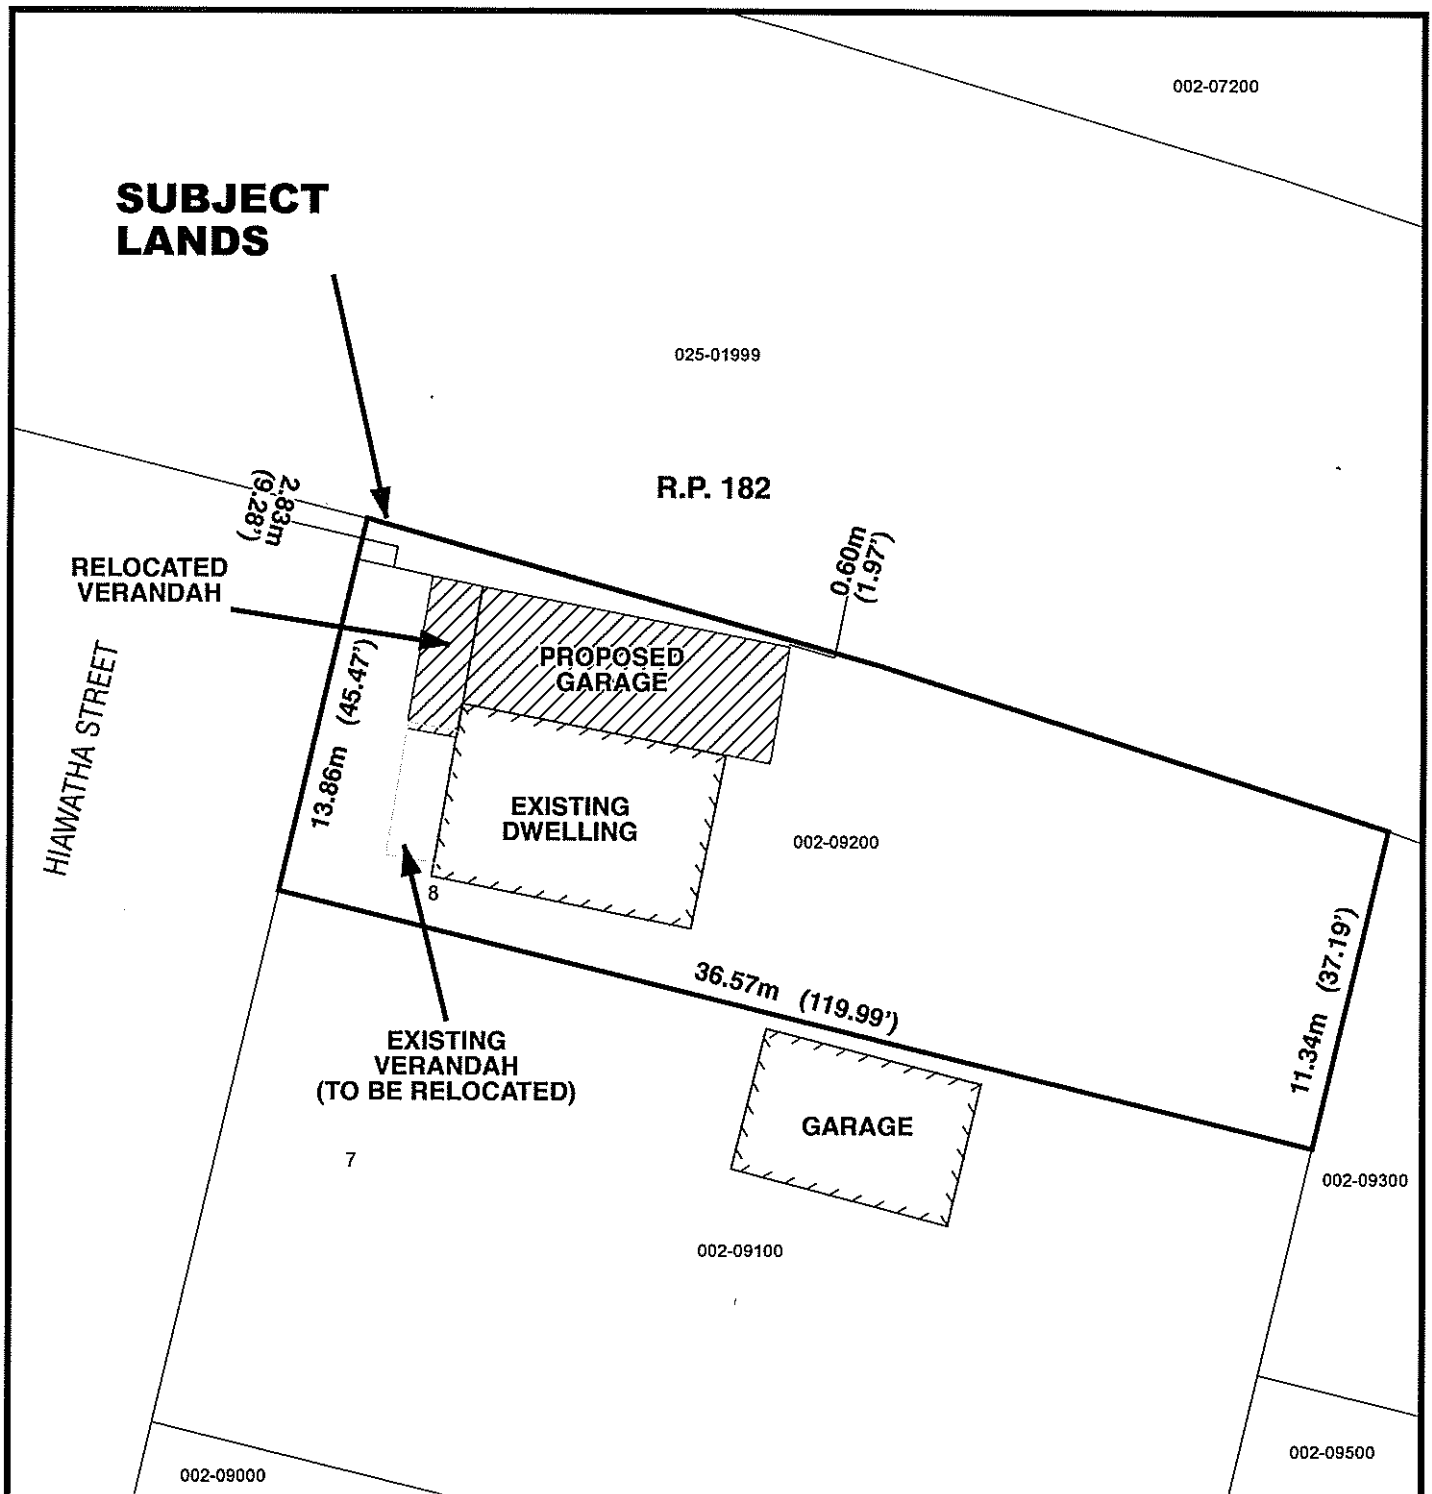 002-07200
SUBJECT
LANDS
025-01999
R.P. 182
2.83m
(9.28')
0.60m
(1.97')
RELOCATED
VERANDAH
HIAWATHA STREET
13.86m (45.47')
PROPOSED
GARAGE
EXISTING
DWELLING
002-09200
8
36.57m (119.99')
11.34m (37.19')
EXISTING
VERANDAH
(TO BE RELOCATED)
GARAGE
7
002-09300
002-09100
002-09500
002-09000